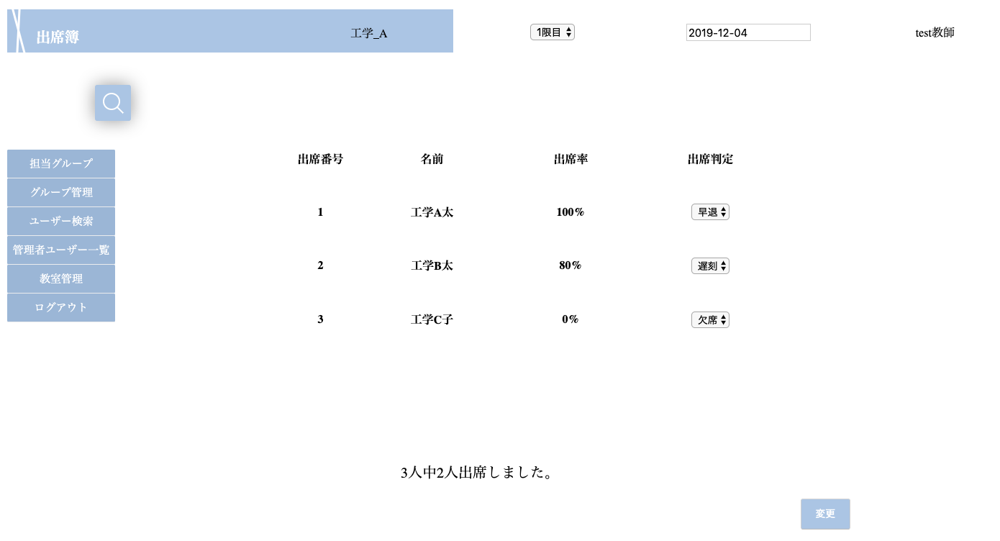 出席簿 工学_A 1限目 2019-12-04 test教師
担当グループ
グループ管理
ユーザー検索
管理者ユーザー一覧
教室管理
ログアウト
出席番号 名前 出席率 出席判定
1 工学A太 100% 早退
2 工学B太 80% 遅刻
3 工学C子 0% 欠席
3人中2人出席しました。
変更